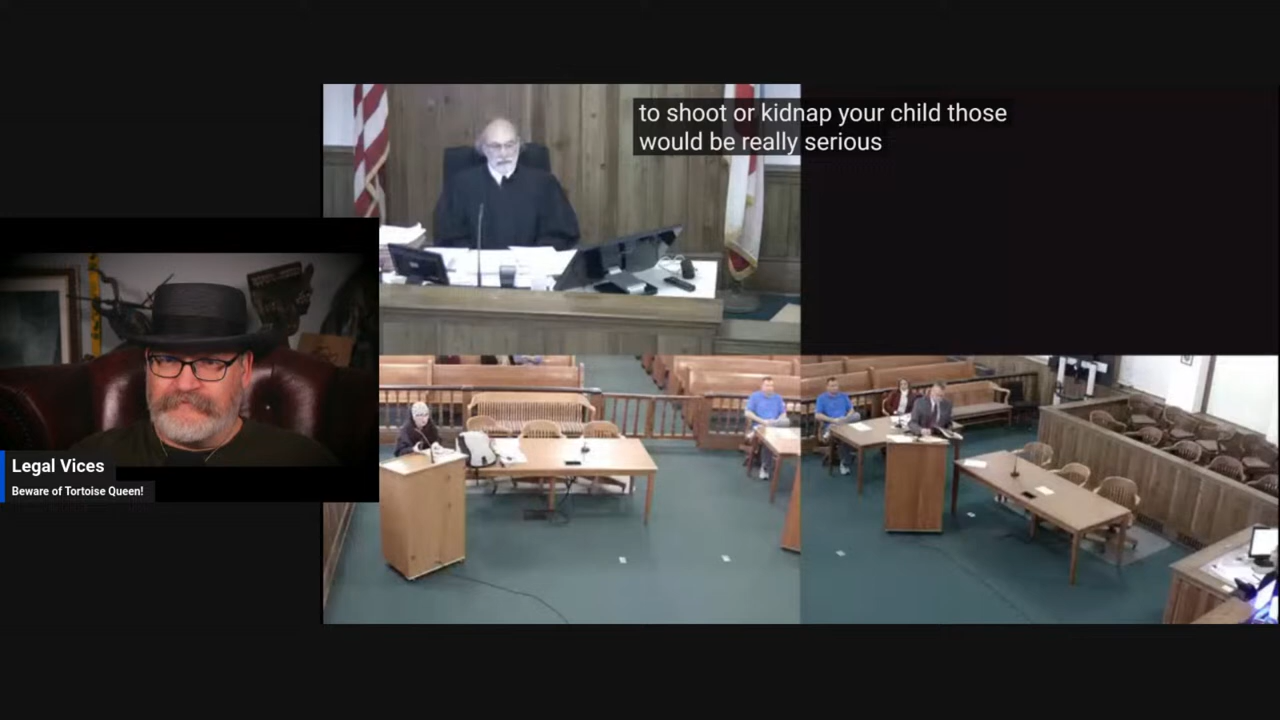 to shoot or kidnap your child those
would be really serious
Legal Vices
Beware of Tortoise Queen!